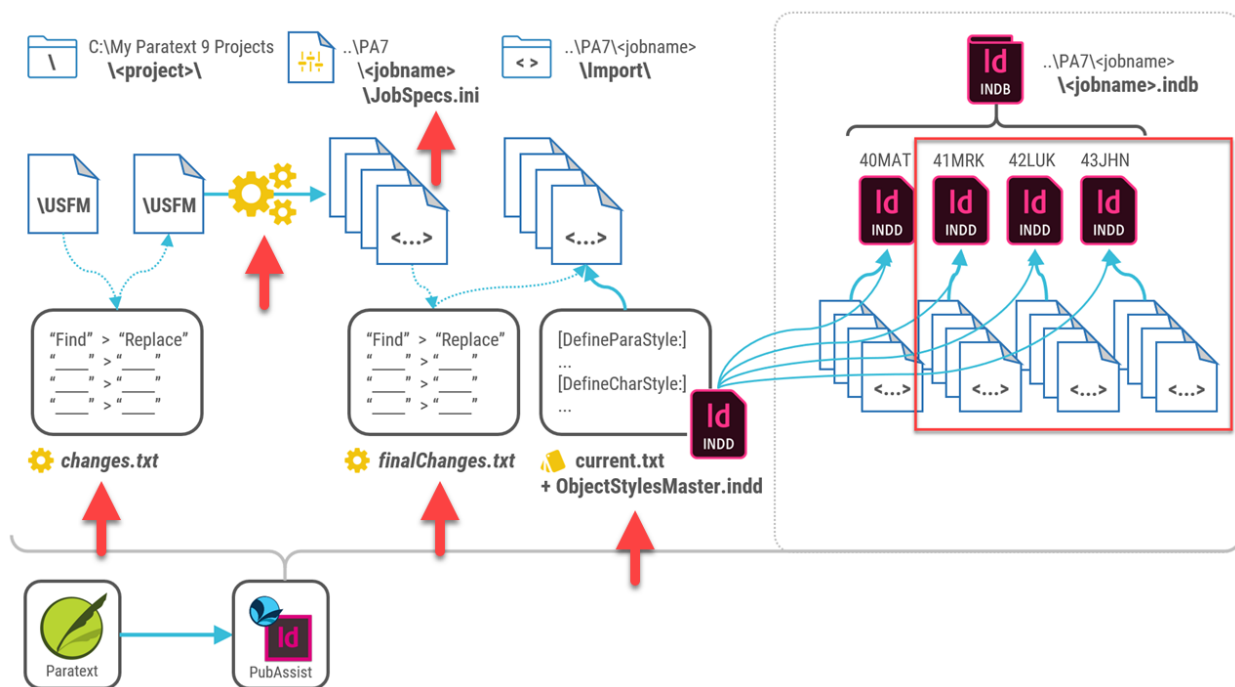 \
C:\My Paratext 9 Projects
\<project>\
..\PA7
\<jobname>
\JobSpecs.ini
< >
..\PA7\<jobname>
\Import\
Id
INDB
..\PA7\<jobname>
\<jobname>.indb
\USFM
\USFM
<...>
<...>
40MAT
41MRK
42LUK
43JHN
Id
INDD
Id
INDD
Id
INDD
Id
INDD
"Find" > "Replace"
"____" > "____"
"____" > "____"
"____" > "____"
changes.txt
"Find" > "Replace"
"____" > "____"
"____" > "____"
"____" > "____"
finalChanges.txt
[DefineParaStyle:]
...
[DefineCharStyle:]
...
Id
INDD
current.txt
+ ObjectStylesMaster.indd
<...>
<...>
<...>
<...>
Paratext
Id
PubAssist